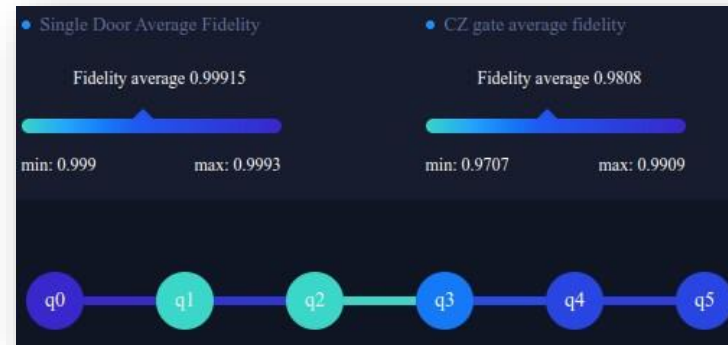 Single Door Average Fidelity
Fidelity average 0.99915
min: 0.999 max: 0.9993
CZ gate average fidelity
Fidelity average 0.9808
min: 0.9707 max: 0.9909
q0 q1 q2 q3 q4 q5